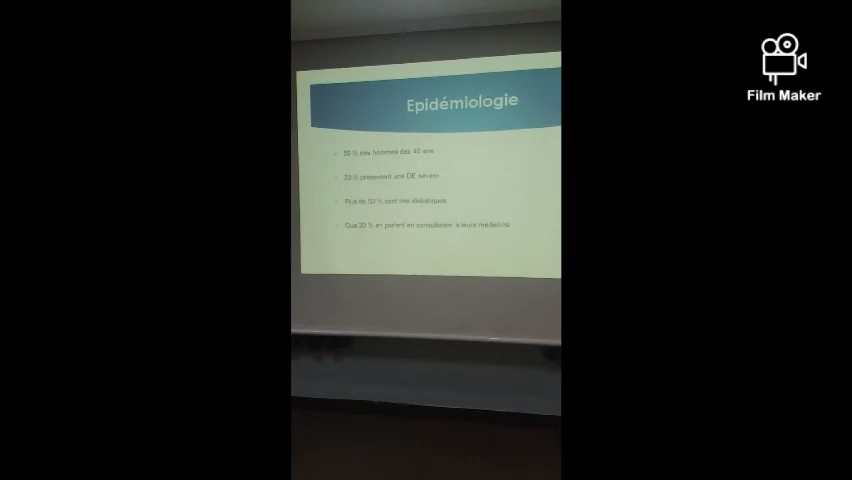 Epidémiologie
50 % des hommes dès 40 ans
20 % présentent une DE sévère
Plus de 50 % sont des diabétiques
Que 20 % en parlent en consultation à leurs médecins
Film Maker